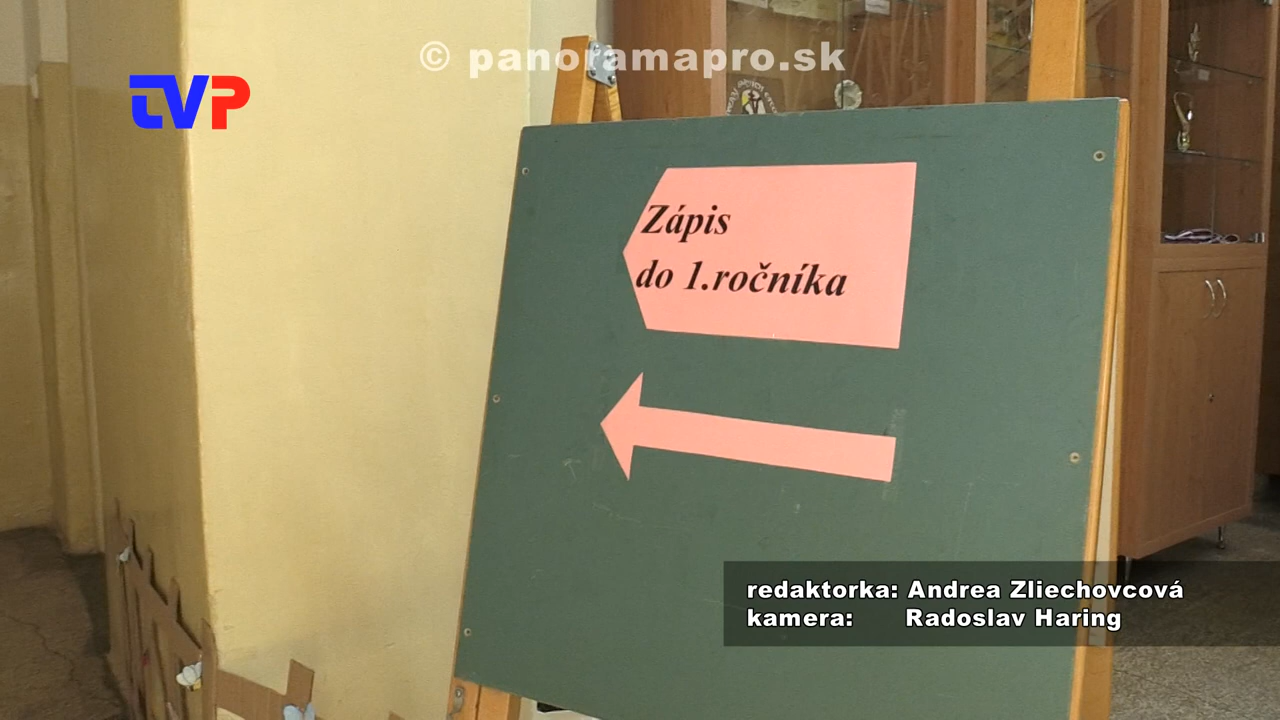 © panoramapro.sk
TVP
Zápis
do 1.ročníka
redaktorka: Andrea Zliechovcová
kamera: Radoslav Haring